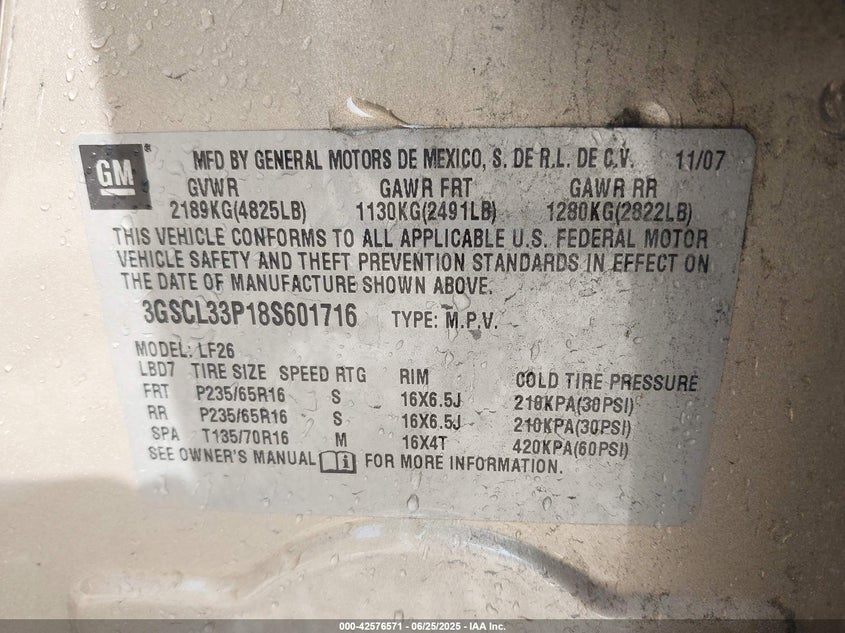 GM ® MFD BY GENERAL MOTORS DE MEXICO, S. DE R.L. DE C.V. 11/07
GVWR GAWR FRT GAWR RR
2189KG(4825LB) 1130KG(2491LB) 1280KG(2822LB)
THIS VEHICLE CONFORMS TO ALL APPLICABLE U.S. FEDERAL MOTOR
VEHICLE SAFETY AND THEFT PREVENTION STANDARDS IN EFFECT ON
THE DATE OF MANUFACTURE SHOWN ABOVE.
3GSCL33P18S601716 TYPE: M.P.V.
MODEL: LF26
LBD7 TIRE SIZE SPEED RTG RIM COLD TIRE PRESSURE
FRT P235/65R16 S 16X6.5J 210KPA(30PSI)
RR P235/65R16 S 16X6.5J 210KPA(30PSI)
SPA T135/70R16 M 16X4T 420KPA(60PSI)
SEE OWNER'S MANUAL FOR MORE INFORMATION.
000-42576571 - 06/25/2025 - IAA Inc.